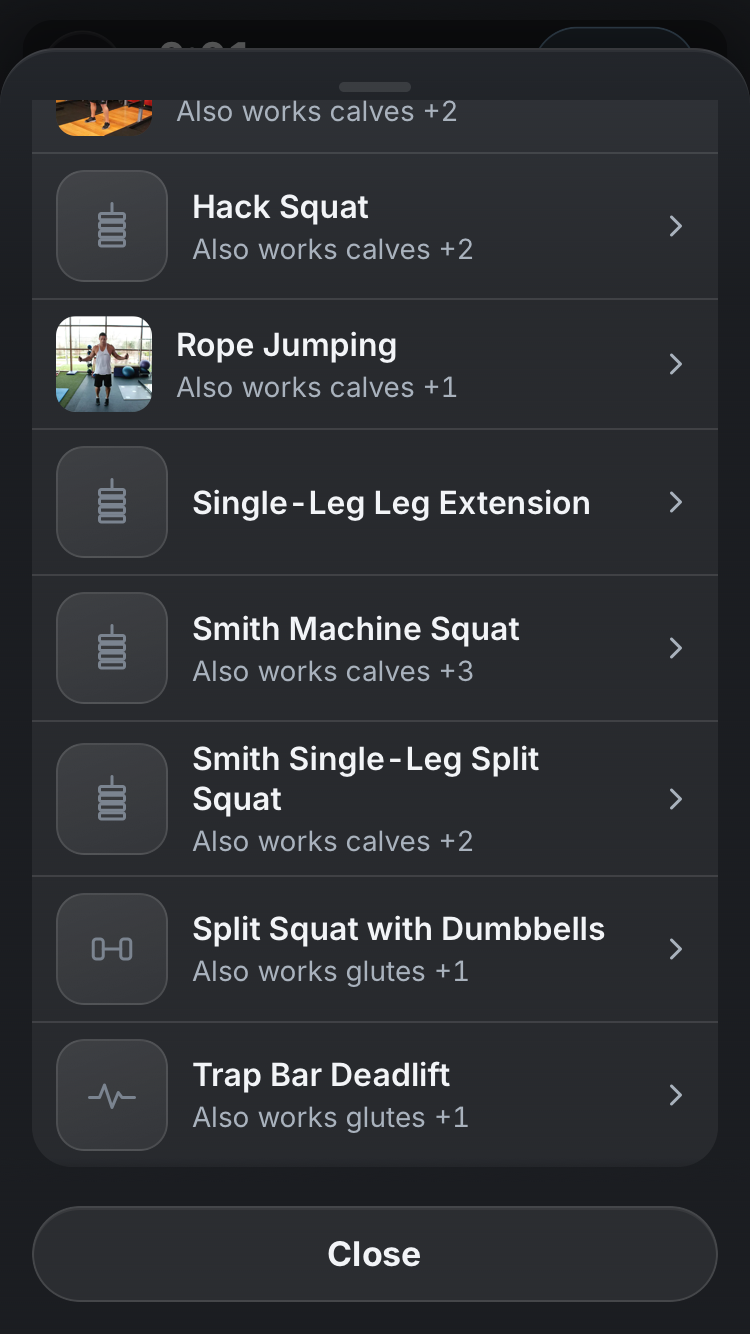 Also works calves +2
Hack Squat
Also works calves +2
Rope Jumping
Also works calves +1
Single-Leg Leg Extension
Smith Machine Squat
Also works calves +3
Smith Single-Leg Split
Squat
Also works calves +2
Split Squat with Dumbbells
Also works glutes +1
Trap Bar Deadlift
Also works glutes +1
Close